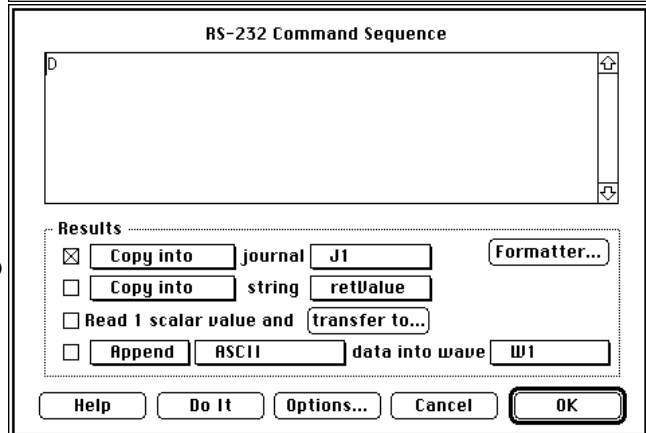 RS-232 Command Sequence
D
Results
Copy into journal J1 Formatter...
Copy into string retValue
Read 1 scalar value and transfer to...
Append ASCII data into wave W1
Help Do It Options... Cancel OK